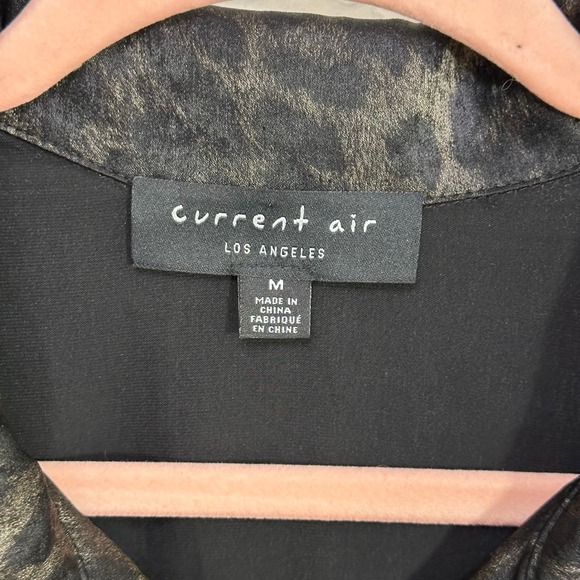 current air
LOS ANGELES
M
MADE IN
CHINA
FABRIQUÉ
EN CHINE